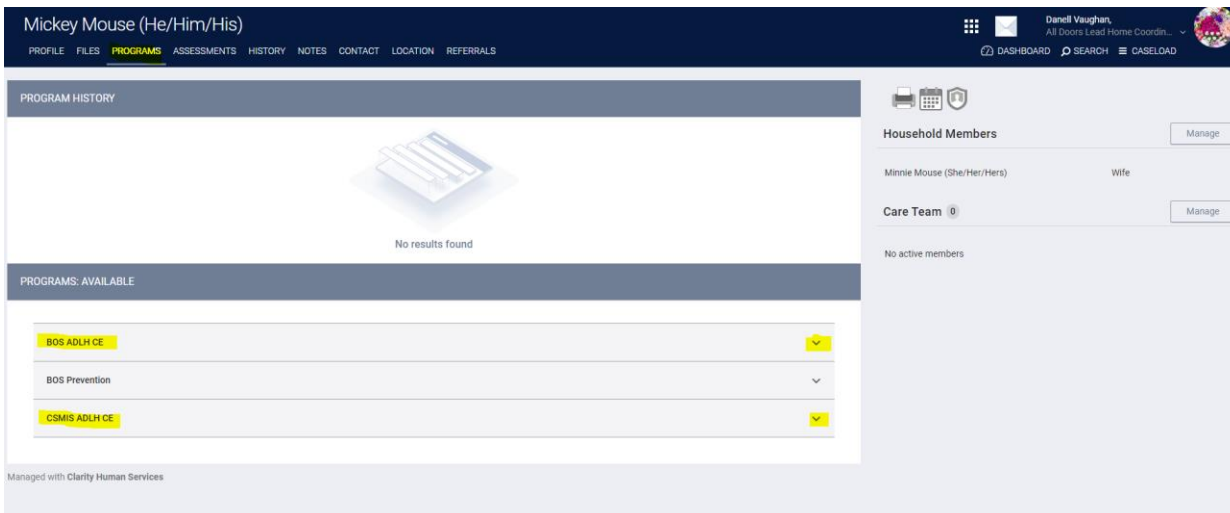 Mickey Mouse (He/Him/His)
Danell Vaughan,
All Doors Lead Home Coordin...
PROFILE FILES PROGRAMS ASSESSMENTS HISTORY NOTES CONTACT LOCATION REFERRALS
DASHBOARD SEARCH CASELOAD
PROGRAM HISTORY
No results found
PROGRAMS: AVAILABLE
BOS ADLH CE
BOS Prevention
CSMIS ADLH CE
Managed with Clarity Human Services
Household Members Manage
Minnie Mouse (She/Her/Hers) Wife
Care Team 0 Manage
No active members